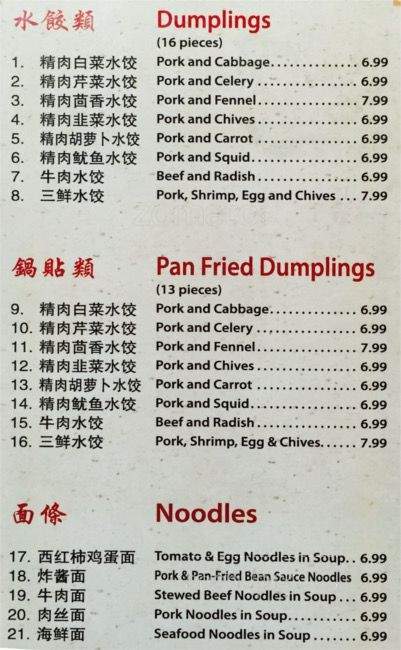 水餃類 Dumplings
(16 pieces)
1. 精肉白菜水饺 Pork and Cabbage............... 6.99
2. 精肉芹菜水饺 Pork and Celery .................. 6.99
3. 精肉茴香水饺 Pork and Fennel.................. 7.99
4. 精肉韭菜水饺 Pork and Chives .................. 6.99
5. 精肉胡萝卜水饺 Pork and Carrot .................. 6.99
6. 精肉鱿鱼水饺 Pork and Squid................... 6.99
7. 牛肉水饺 Beef and Radish .................. 6.99
8. 三鲜水饺 Pork, Shrimp, Egg and Chives ... 7.99
鍋貼類 Pan Fried Dumplings
(13 pieces)
9. 精肉白菜水饺 Pork and Cabbage............... 6.99
10. 精肉芹菜水饺 Pork and Celery .................. 6.99
11. 精肉茴香水饺 Pork and Fennel.................. 7.99
12. 精肉韭菜水饺 Pork and Chives .................. 6.99
13. 精肉胡萝卜水饺 Pork and Carrot .................. 6.99
14. 精肉鱿鱼水饺 Pork and Squid................... 6.99
15. 牛肉水饺 Beef and Radish .................. 6.99
16. 三鲜水饺 Pork, Shrimp, Egg & Chives...... 7.99
面條 Noodles
17. 西红柿鸡蛋面 Tomato & Egg Noodles in Soup.. 6.99
18. 炸酱面 Pork & Pan-Fried Bean Sauce Noodles 6.99
19. 牛肉面 Stewed Beef Noodles in Soup ... 6.99
20. 肉丝面 Pork Noodles in Soup............ 6.99
21. 海鲜面 Seafood Noodles in Soup ....... 6.99